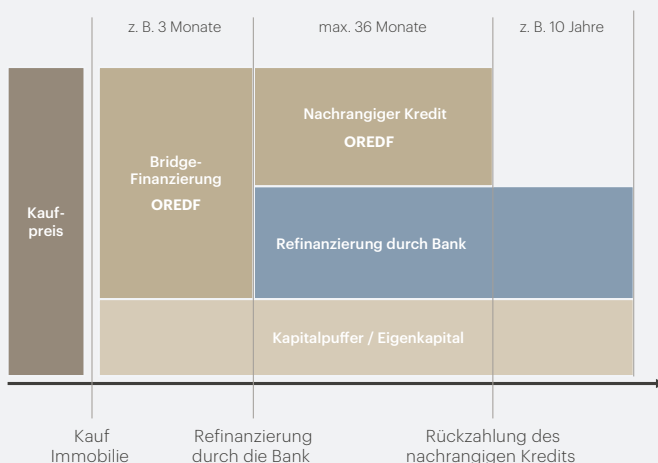 z. B. 3 Monate
max. 36 Monate
z. B. 10 Jahre
Kauf-
preis
Bridge-
Finanzierung
OREDF
Nachrangiger Kredit
OREDF
Refinanzierung durch Bank
Kapitalpuffer / Eigenkapital
Kauf
Immobilie
Refinanzierung
durch die Bank
Rückzahlung des
nachrangigen Kredits